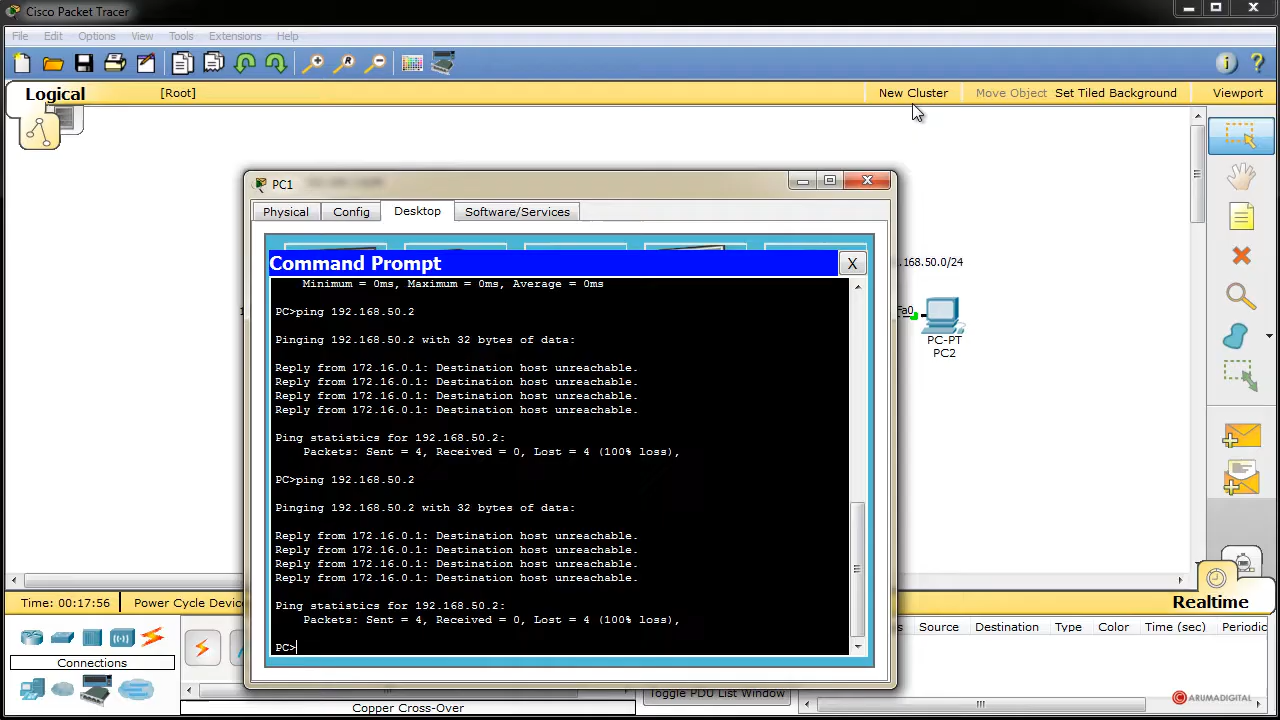 Cisco Packet Tracer
File Edit Options View Tools Extensions Help
Logical [Root] New Cluster Move Object Set Tiled Background Viewport
PC1
Physical Config Desktop Software/Services
Command Prompt X
Minimum = 0ms, Maximum = 0ms, Average = 0ms
PC>ping 192.168.50.2
Pinging 192.168.50.2 with 32 bytes of data:
Reply from 172.16.0.1: Destination host unreachable.
Reply from 172.16.0.1: Destination host unreachable.
Reply from 172.16.0.1: Destination host unreachable.
Reply from 172.16.0.1: Destination host unreachable.
Ping statistics for 192.168.50.2:
Packets: Sent = 4, Received = 0, Lost = 4 (100% loss),
PC>ping 192.168.50.2
Pinging 192.168.50.2 with 32 bytes of data:
Reply from 172.16.0.1: Destination host unreachable.
Reply from 172.16.0.1: Destination host unreachable.
Reply from 172.16.0.1: Destination host unreachable.
Reply from 172.16.0.1: Destination host unreachable.
Ping statistics for 192.168.50.2:
Packets: Sent = 4, Received = 0, Lost = 4 (100% loss),
PC>
.168.50.0/24
Fa0
PC-PT
PC2
Time: 00:17:56 Power Cycle Devic
Realtime
Connections
Source Destination Type Color Time (sec) Periodic
Toggle PDU List Window
Copper Cross-Over
ARUMADIGITAL